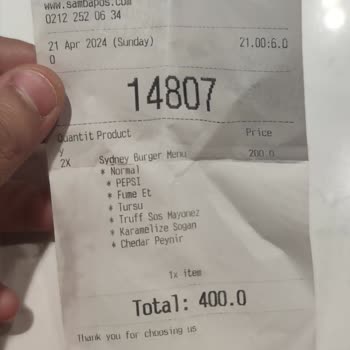 www.sambapos.com
0212 252 06 34
21 Apr 2024 (Sunday) 21.00:6.0
0
14807
Quantit Product Price
y
2X Sydney Burger Menu 200.0
* Normal
* PEPSI
* Fume Et
* Tursu
* Truff Sos Mayonez
* Karamelize Sogan
* Chedar Peynir
1x item
Total: 400.0
Thank you for choosing us